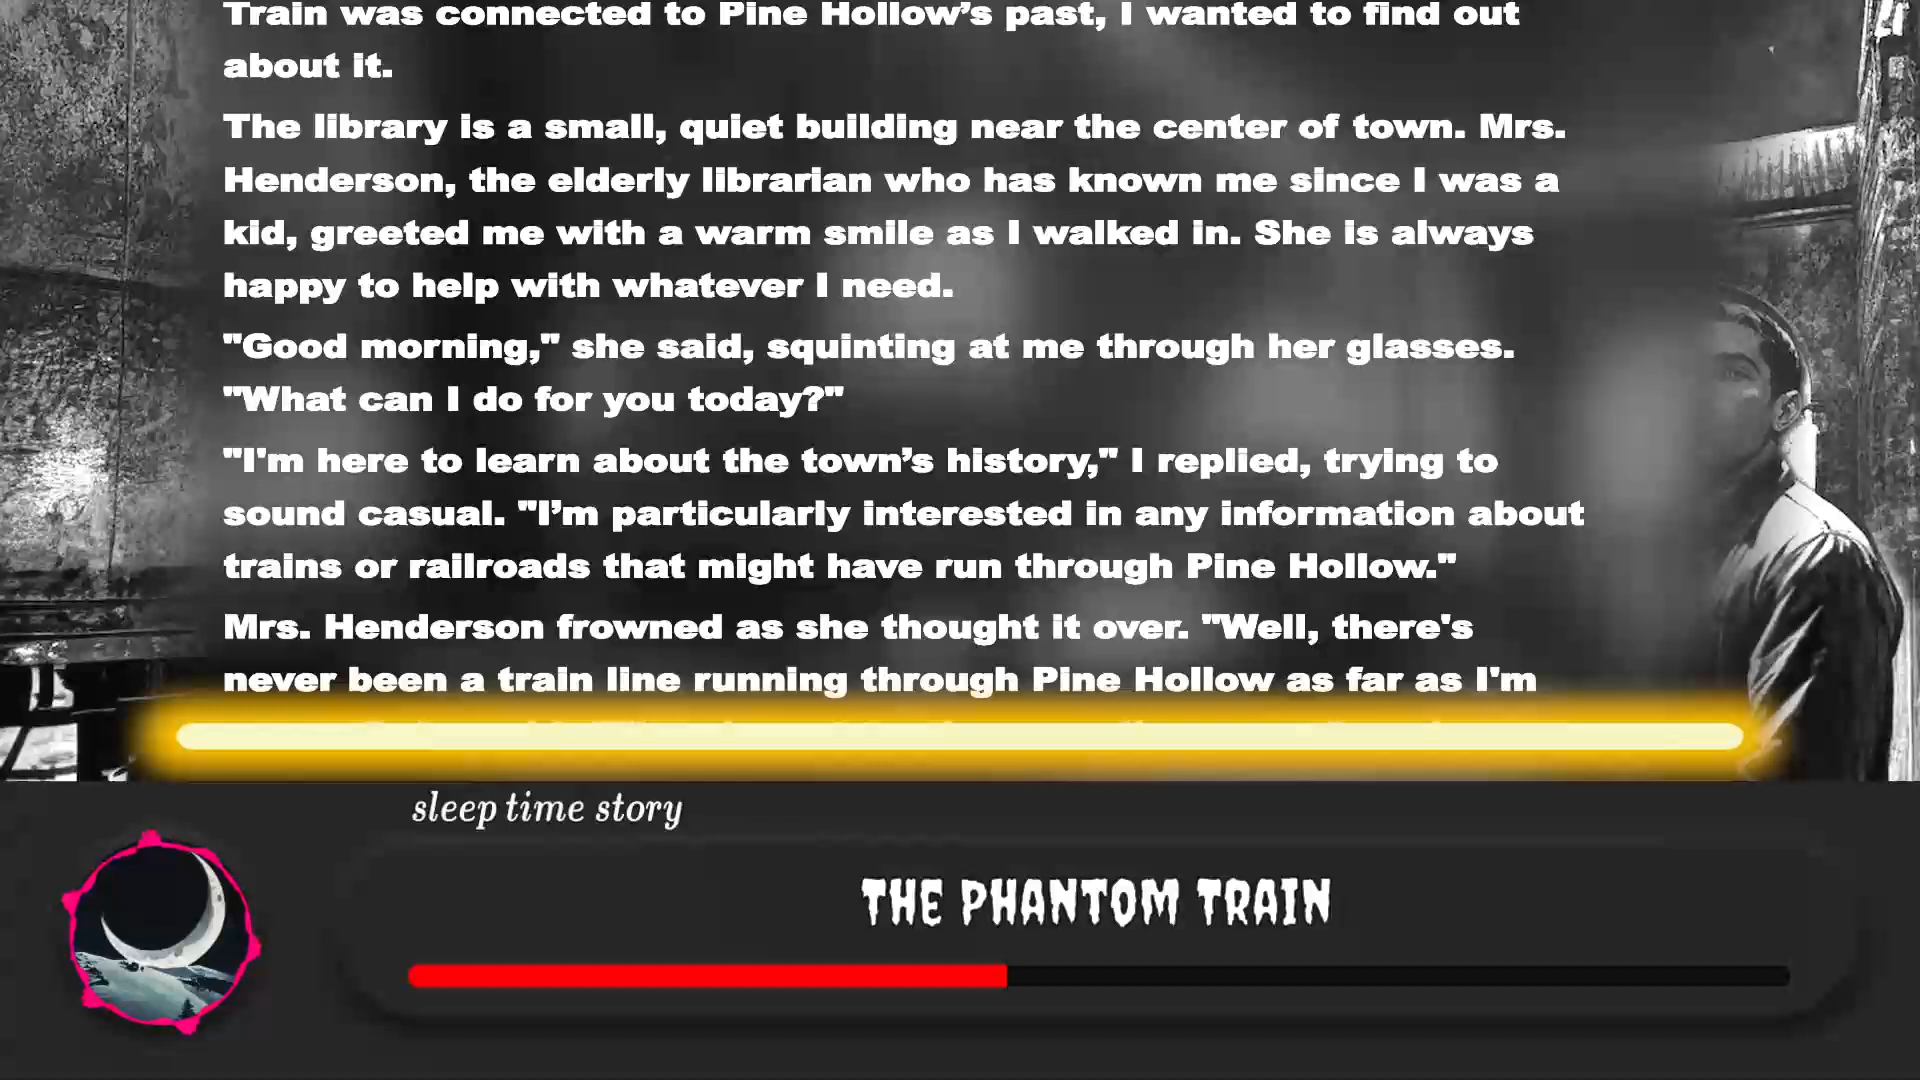 Train was connected to Pine Hollow’s past, I wanted to find out
about it.
The library is a small, quiet building near the center of town. Mrs.
Henderson, the elderly librarian who has known me since I was a
kid, greeted me with a warm smile as I walked in. She is always
happy to help with whatever I need.
"Good morning," she said, squinting at me through her glasses.
"What can I do for you today?"
"I'm here to learn about the town’s history," I replied, trying to
sound casual. "I’m particularly interested in any information about
trains or railroads that might have run through Pine Hollow."
Mrs. Henderson frowned as she thought it over. "Well, there's
never been a train line running through Pine Hollow as far as I'm
sleep time story
THE PHANTOM TRAIN